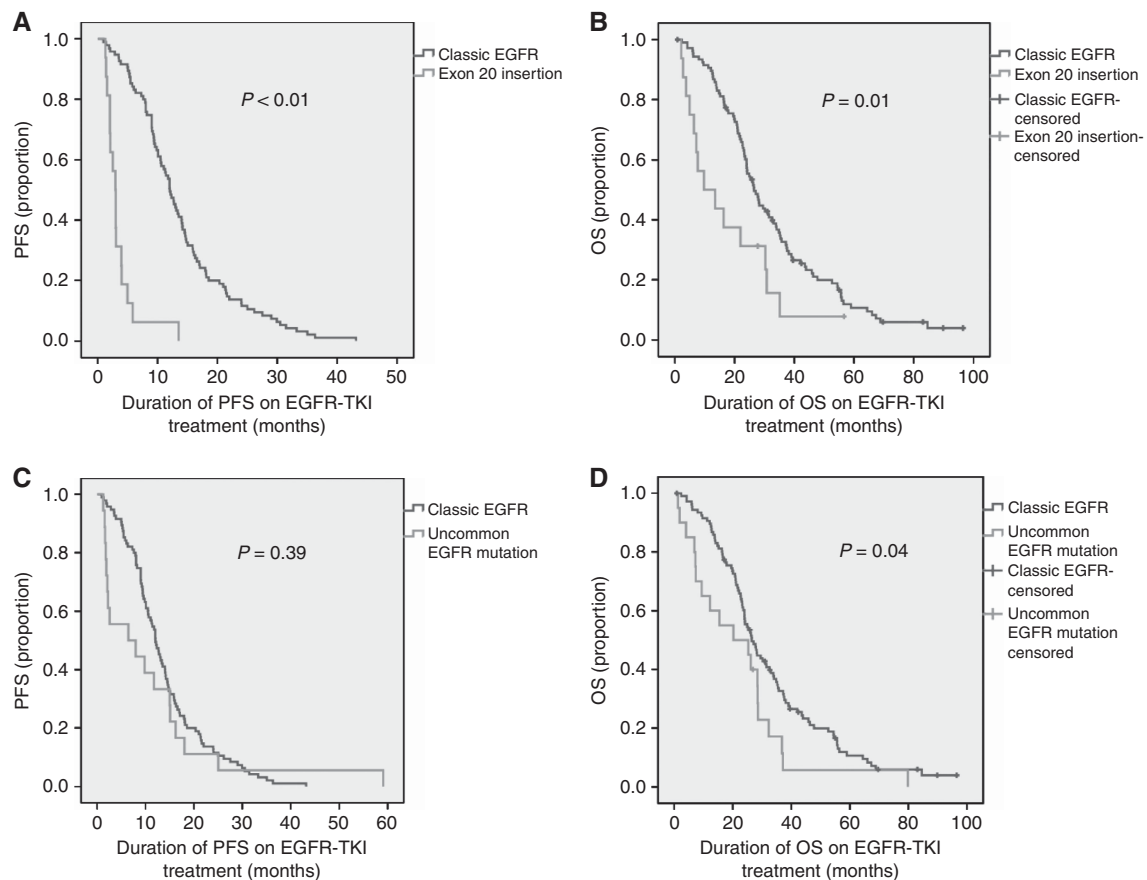 A
PFS (proportion)
1.0
0.8
0.6
0.4
0.2
0.0
P < 0.01
Classic EGFR
Exon 20 insertion
0 10 20 30 40 50
Duration of PFS on EGFR-TKI
treatment (months)
B
OS (proportion)
1.0
0.8
0.6
0.4
0.2
0.0
P = 0.01
Classic EGFR
Exon 20 insertion
Classic EGFR-
censored
Exon 20 insertion-
censored
0 20 40 60 80 100
Duration of OS on EGFR-TKI
treatment (months)
C
PFS (proportion)
1.0
0.8
0.6
0.4
0.2
0.0
P = 0.39
Classic EGFR
Uncommon
EGFR mutation
0 10 20 30 40 50 60
Duration of PFS on EGFR-TKI
treatment (months)
D
OS (proportion)
1.0
0.8
0.6
0.4
0.2
0.0
P = 0.04
Classic EGFR
Uncommon
EGFR mutation
Classic EGFR-
censored
Uncommon
EGFR mutation
censored
0 20 40 60 80 100
Duration of OS on EGFR-TKI
treatment (months)